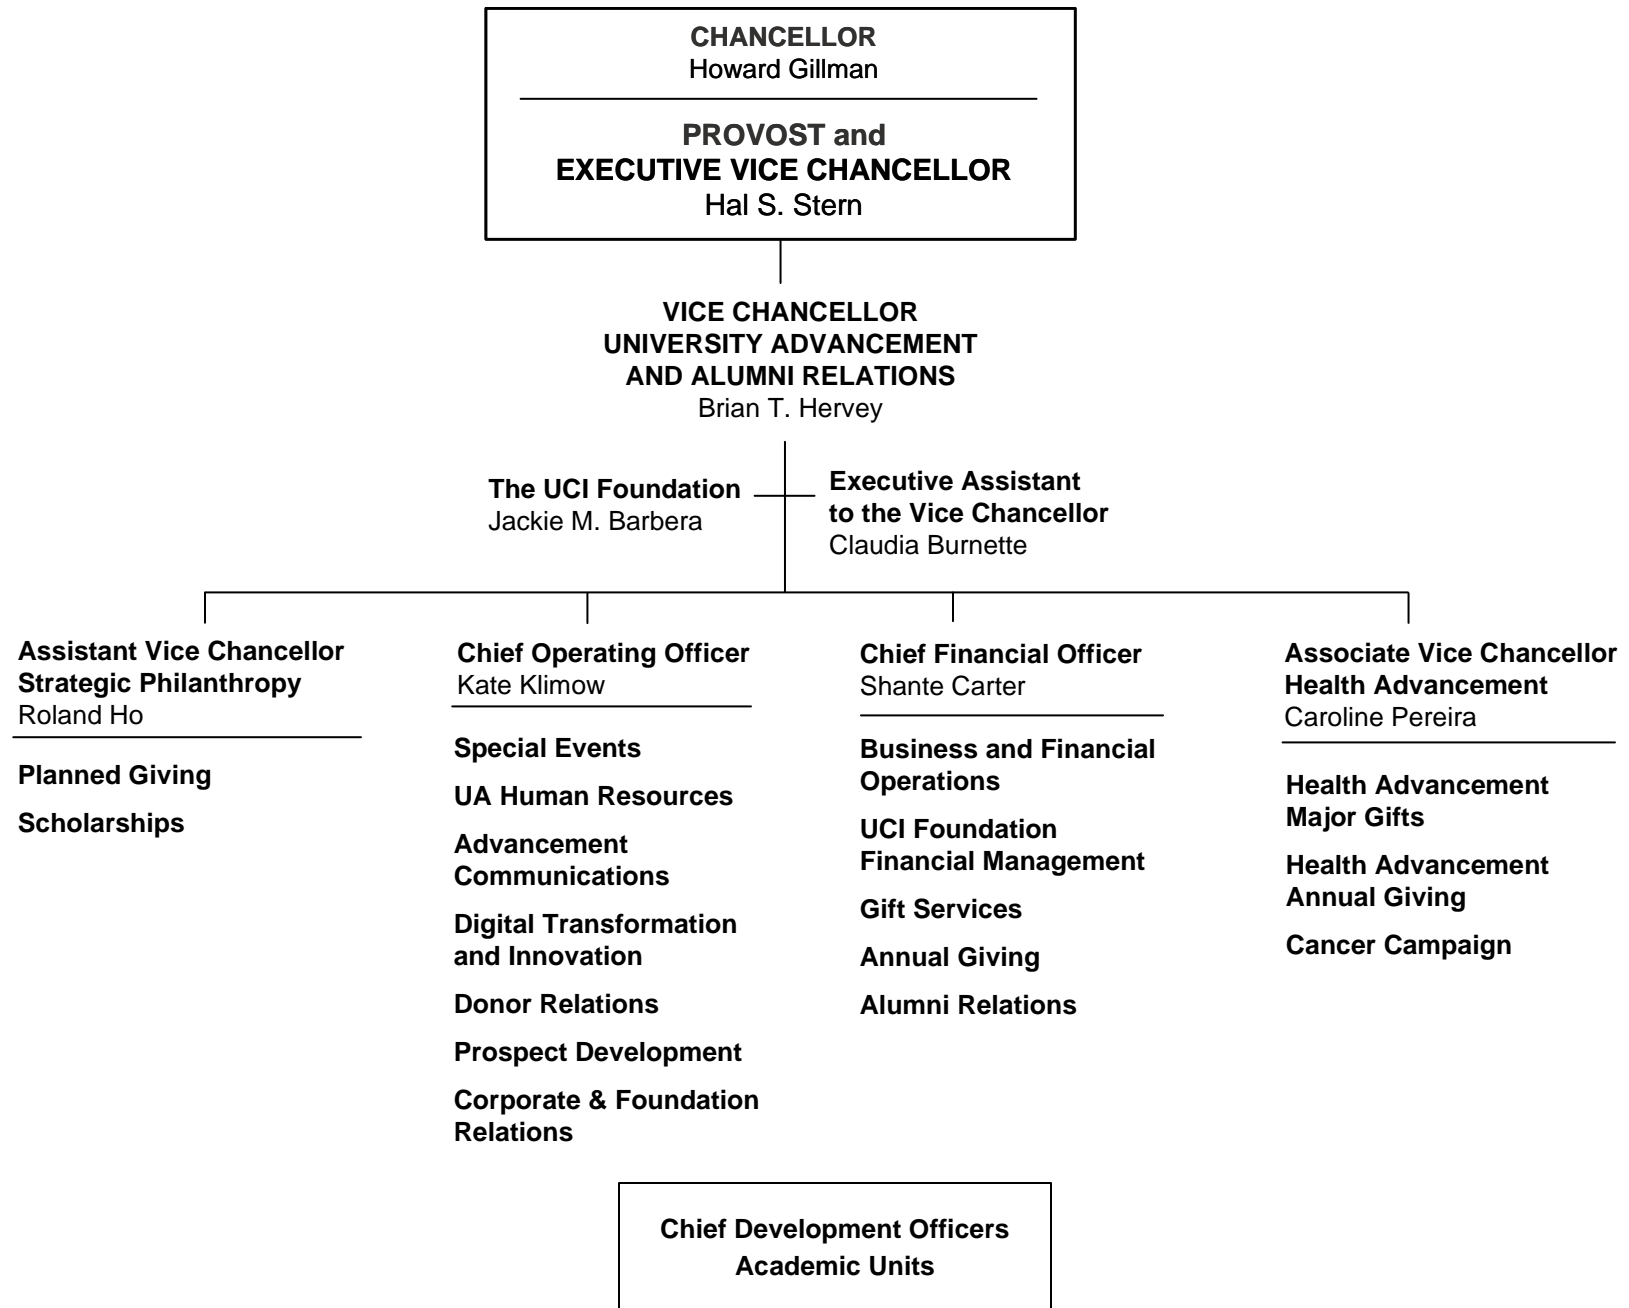 CHANCELLOR
Howard Gillman
PROVOST and
EXECUTIVE VICE CHANCELLOR
Hal S. Stern
VICE CHANCELLOR
UNIVERSITY ADVANCEMENT
AND ALUMNI RELATIONS
Brian T. Hervey
The UCI Foundation
Jackie M. Barbera
Executive Assistant
to the Vice Chancellor
Claudia Burnette
Assistant Vice Chancellor
Strategic Philanthropy
Roland Ho
Planned Giving
Scholarships
Chief Operating Officer
Kate Klimow
Special Events
UA Human Resources
Advancement
Communications
Digital Transformation
and Innovation
Donor Relations
Prospect Development
Corporate & Foundation
Relations
Chief Financial Officer
Shante Carter
Business and Financial
Operations
UCI Foundation
Financial Management
Gift Services
Annual Giving
Alumni Relations
Associate Vice Chancellor
Health Advancement
Caroline Pereira
Health Advancement
Major Gifts
Health Advancement
Annual Giving
Cancer Campaign
Chief Development Officers
Academic Units